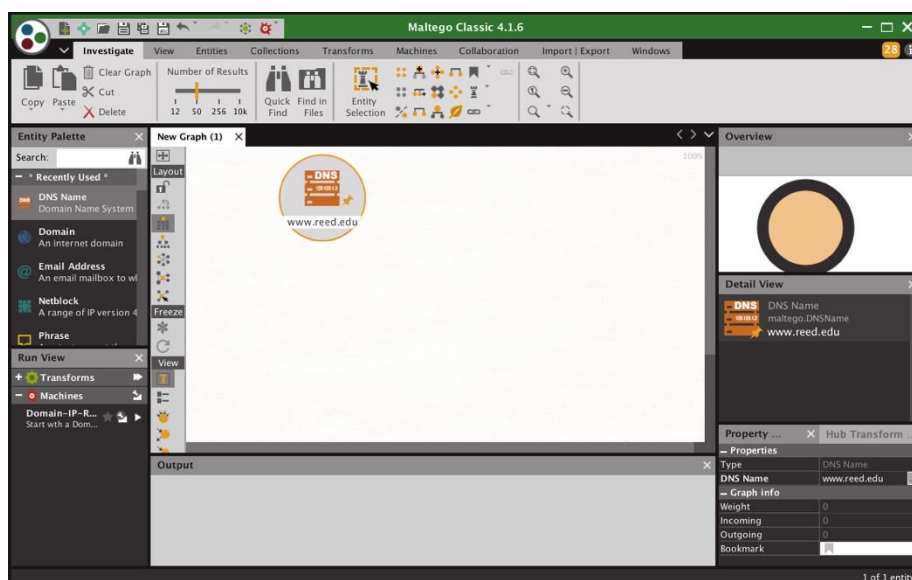 Maltego Classic 4.1.6
Investigate View Entities Collections Transforms Machines Collaboration Import | Export Windows
28
Copy
Paste
Clear Graph
Cut
Delete
Number of Results
12 50 256 10k
Quick Find
Find in Files
Entity Selection
Entity Palette
Search:
* Recently Used *
DNS Name
Domain Name System
Domain
An internet domain
Email Address
An email mailbox to wh
Netblock
A range of IP version 4
Phrase
Run View
Transforms
Machines
Domain-IP-R...
Start wth a Dom...
New Graph (1)
Layout
Freeze
View
100%
DNS
www.reed.edu
Output
Overview
Detail View
DNS
DNS Name
maltego.DNSName
www.reed.edu
Property ...
Hub Transform ...
Properties
Type DNS Name
DNS Name www.reed.edu
Graph info
Weight 0
Incoming 0
Outgoing 0
Bookmark
1 of 1 entity